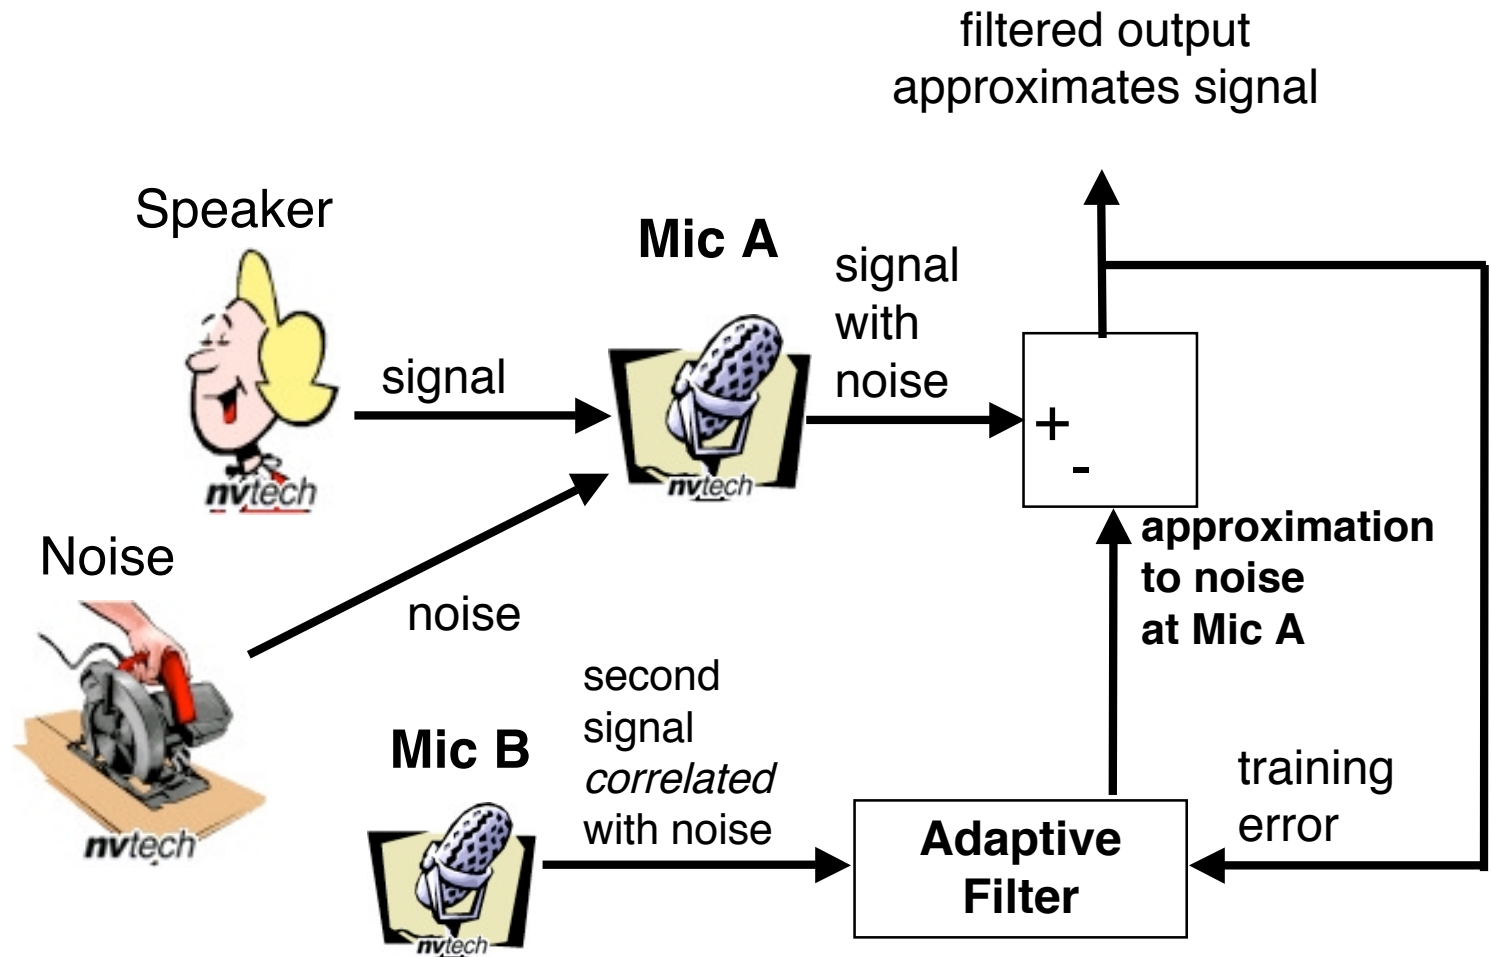 filtered output
approximates signal
Speaker
Mic A
signal
with
noise
signal
+
-
nvtech
nvtech
approximation
to noise
at Mic A
Noise
noise
nvtech
second
signal
correlated
with noise
Mic B
training
error
Adaptive
Filter
nvtech